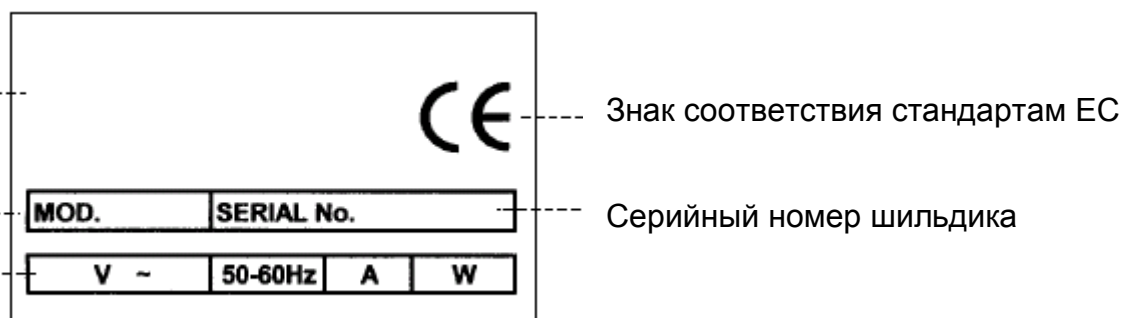 CE
Знак соответствия стандартам ЕС
MOD. SERIAL No.
Серийный номер шильдика
V ~ 50-60Hz A W